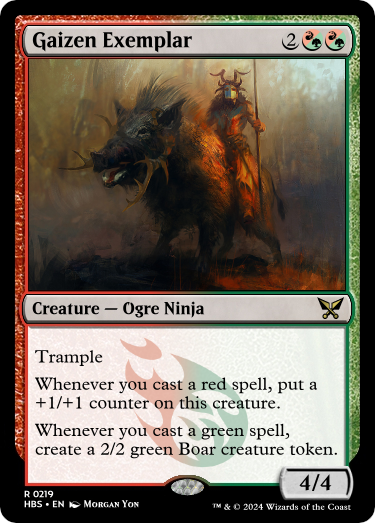 Gaizen Exemplar 2
Creature — Ogre Ninja
Trample
Whenever you cast a red spell, put a
+1/+1 counter on this creature.
Whenever you cast a green spell,
create a 2/2 green Boar creature token.
4/4
R 0219
HBS • EN Morgan Yon
™ & © 2024 Wizards of the Coast